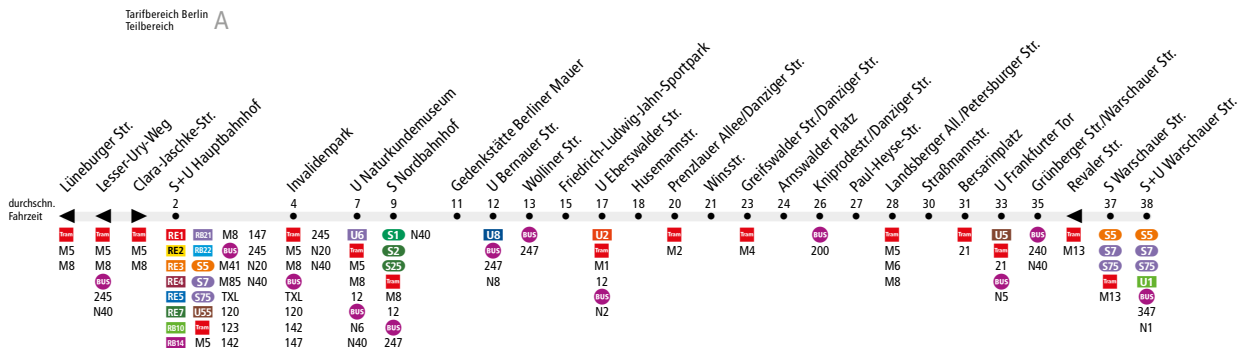 Tarifbereich Berlin
Teilbereich
A
Lüneburger Str.
Lesser-Ury-Weg
Clara-Jaschke-Str.
S+U Hauptbahnhof
Invalidenpark
U Naturkundemuseum
S Nordbahnhof
Gedenkstätte Berliner Mauer
U Bernauer Str.
Wolliner Str.
Friedrich-Ludwig-Jahn-Sportpark
U Eberswalder Str.
Husemannstr.
Prenzlauer Allee/Danziger Str.
Winsstr.
Greifswalder Str./Danziger Str.
Arnswalder Platz
Kniprodestr./Danziger Str.
Paul-Heyse-Str.
Landsberger All./Petersburger Str.
Straßmannstr.
Bersarinplatz
U Frankfurter Tor
Grünberger Str./Warschauer Str.
Revaler Str.
S Warschauer Str.
S+U Warschauer Str.
durchschn. 2 4 7 9 11 12 13 15 17 18 20 21 23 24 26 27 28 30 31 33 35 37 38
Fahrzeit
Tram Tram Tram RE1 RB21 M8 147 Tram 245 U6 S1 N40 U8 BUS U2 Tram Tram BUS Tram Tram U5 BUS Tram S5 S5
M5 M5 M5 RE2 RB22 BUS 245 M5 N20 Tram S2 BUS 247 Tram M2 M4 200 M5 21 Tram 240 M13 S7 S7
M8 M8 M8 RE3 S5 M41 N20 M8 N40 M5 S25 247 M1 M6 21 N40 S75 S75
BUS RE4 S7 M85 N40 BUS M8 Tram N8 12 M8 BUS Tram U1
245 RE5 S75 TXL TXL 12 M8 BUS N5 M13 BUS
N40 RE7 U55 120 120 BUS 12 N2 347
RB10 Tram 123 142 N6 BUS N1
RB14 M5 142 147 N40 247